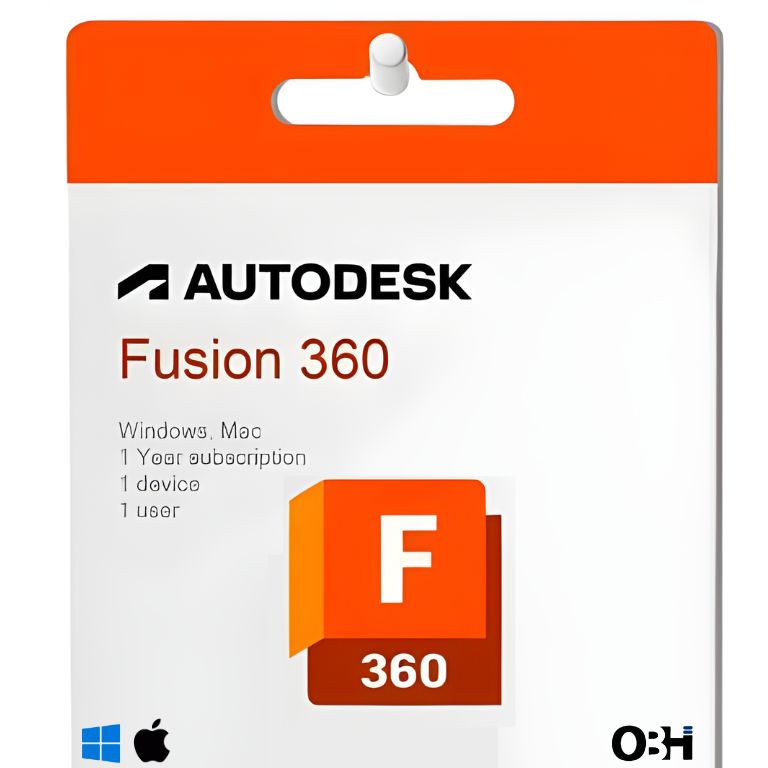 AUTODESK
Fusion 360
Windows, Mac
1 Year subscription
1 device
1 user
F
360